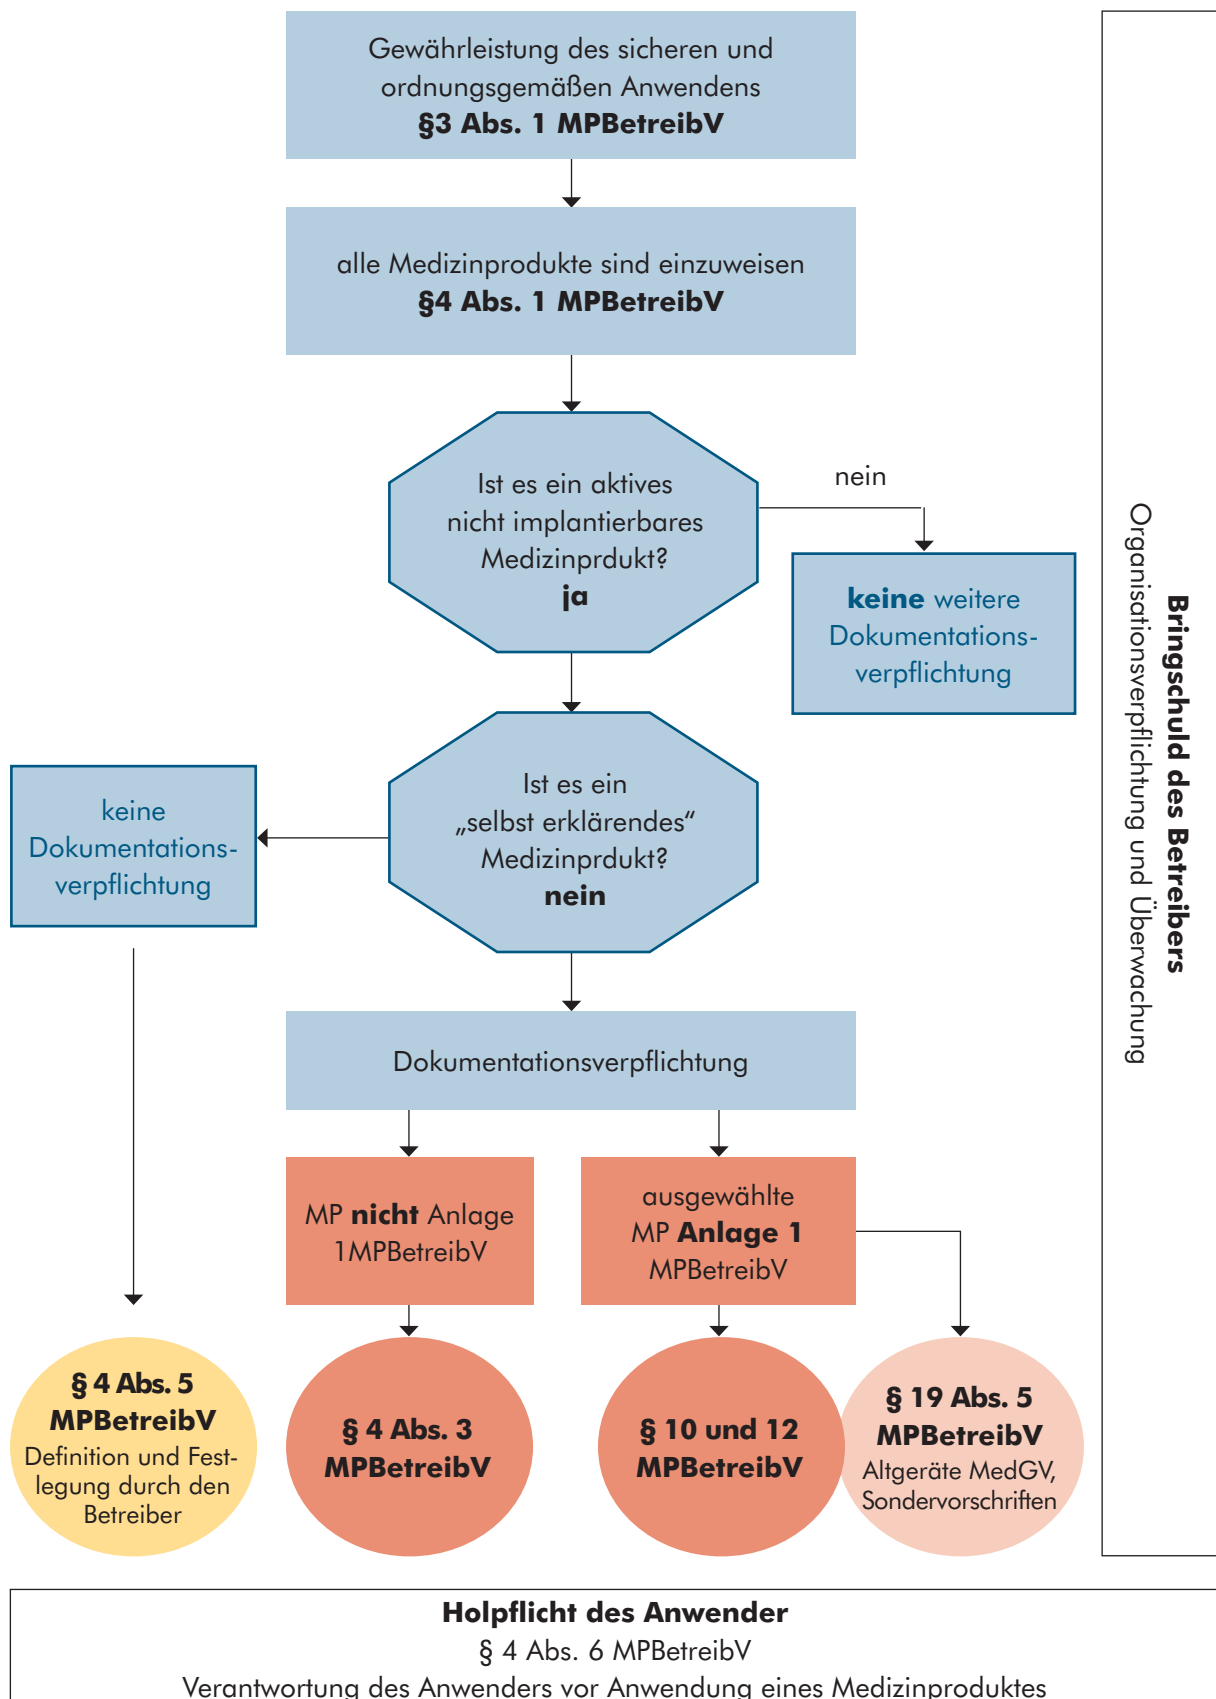 Gewährleistung des sicheren und
ordnungsgemäßen Anwendens
§3 Abs. 1 MPBetreibV
alle Medizinprodukte sind einzuweisen
§4 Abs. 1 MPBetreibV
Ist es ein aktives
nicht implantierbares
Medizinprdukt?
ja
nein
keine weitere
Dokumentations-
verpflichtung
Ist es ein
„selbst erklärendes“
Medizinprdukt?
nein
keine
Dokumentations-
verpflichtung
Dokumentationsverpflichtung
MP nicht Anlage
1MPBetreibV
ausgewählte
MP Anlage 1
MPBetreibV
§ 4 Abs. 5
MPBetreibV
Definition und Fest-
legung durch den
Betreiber
§ 4 Abs. 3
MPBetreibV
§ 10 und 12
MPBetreibV
§ 19 Abs. 5
MPBetreibV
Altgeräte MedGV,
Sondervorschriften
Bringschuld des Betreibers
Organisationsverpflichtung und Überwachung
Holpflicht des Anwender
§ 4 Abs. 6 MPBetreibV
Verantwortung des Anwenders vor Anwendung eines Medizinproduktes